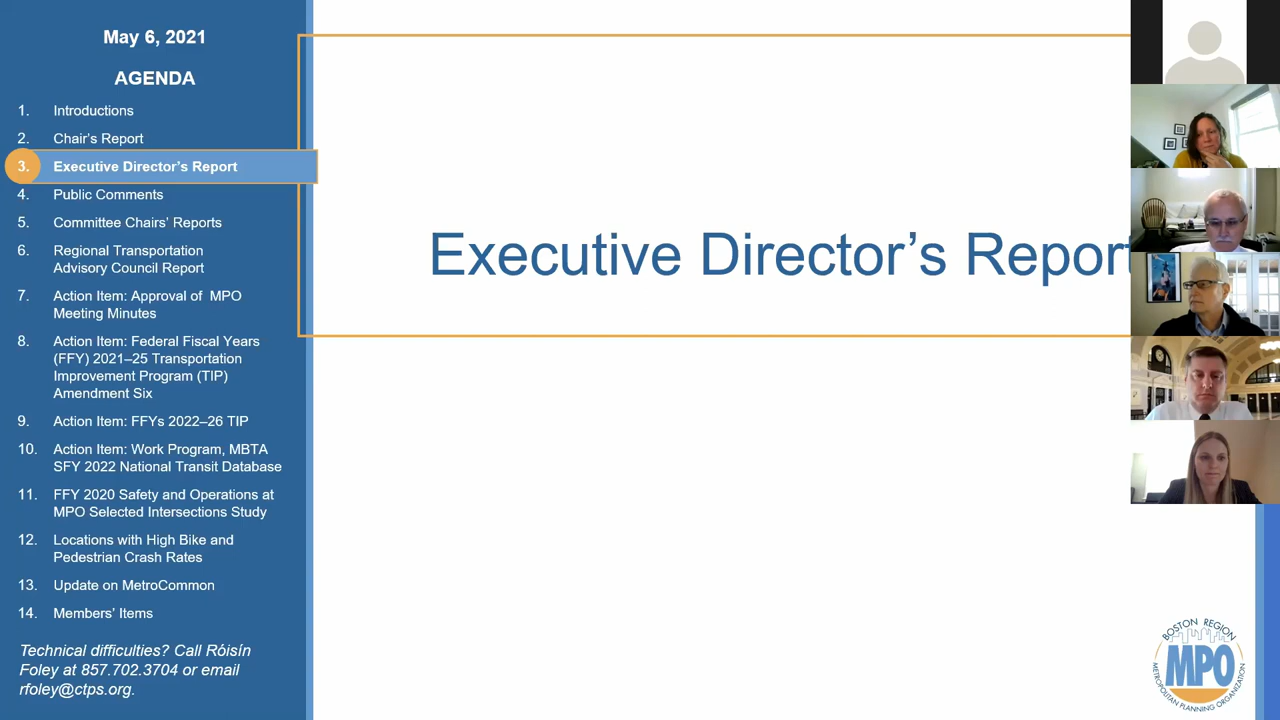 May 6, 2021
AGENDA
1. Introductions
2. Chair's Report
3. Executive Director's Report
4. Public Comments
5. Committee Chairs' Reports
6. Regional Transportation
Advisory Council Report
7. Action Item: Approval of MPO
Meeting Minutes
8. Action Item: Federal Fiscal Years
(FFY) 2021–25 Transportation
Improvement Program (TIP)
Amendment Six
9. Action Item: FFYs 2022–26 TIP
10. Action Item: Work Program, MBTA
SFY 2022 National Transit Database
11. FFY 2020 Safety and Operations at
MPO Selected Intersections Study
12. Locations with High Bike and
Pedestrian Crash Rates
13. Update on MetroCommon
14. Members' Items
Technical difficulties? Call Róisín
Foley at 857.702.3704 or email
rfoley@ctps.org.
Executive Director's Report
BOSTON REGION
MPO
METROPOLITAN PLANNING ORGANIZATION